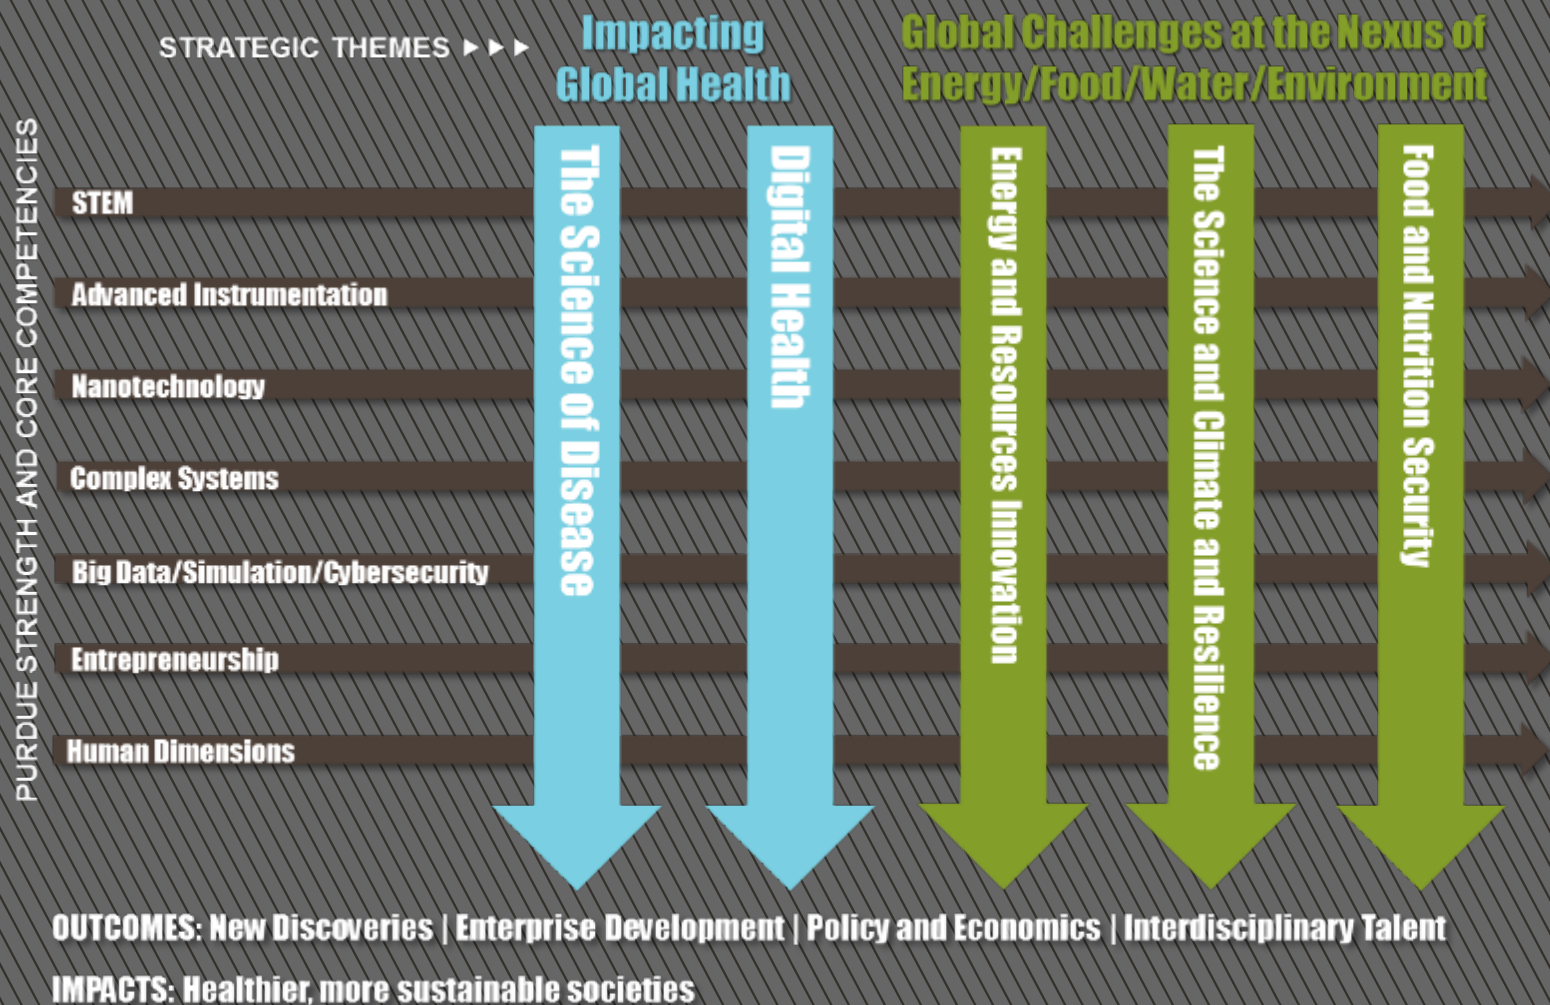 STRATEGIC THEMES ►►►
Impacting
Global Health
Global Challenges at the Nexus of
Energy/Food/Water/Environment
PURDUE STRENGTH AND CORE COMPETENCIES
The Science of Disease
Digital Health
Energy and Resources Innovation
The Science and Climate and Resilience
Food and Nutrition Security
STEM
Advanced Instrumentation
Nanotechnology
Complex Systems
Big Data/Simulation/Cybersecurity
Entrepreneurship
Human Dimensions
OUTCOMES: New Discoveries | Enterprise Development | Policy and Economics | Interdisciplinary Talent
IMPACTS: Healthier, more sustainable societies